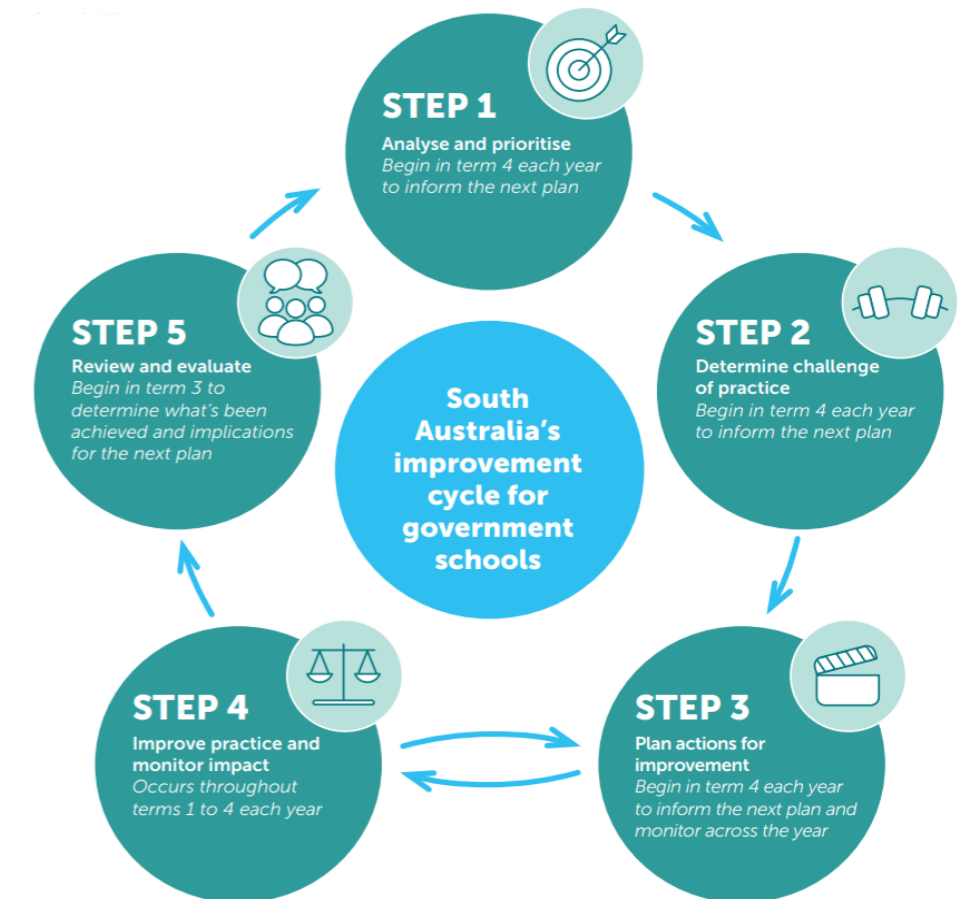 STEP 1
Analyse and prioritise
Begin in term 4 each year
to inform the next plan
STEP 2
Determine challenge
of practice
Begin in term 4 each year
to inform the next plan
STEP 3
Plan actions for
improvement
Begin in term 4 each year
to inform the next plan and
monitor across the year
STEP 4
Improve practice and
monitor impact
Occurs throughout
terms 1 to 4 each year
STEP 5
Review and evaluate
Begin in term 3 to
determine what's been
achieved and implications
for the next plan
South
Australia's
improvement
cycle for
government
schools